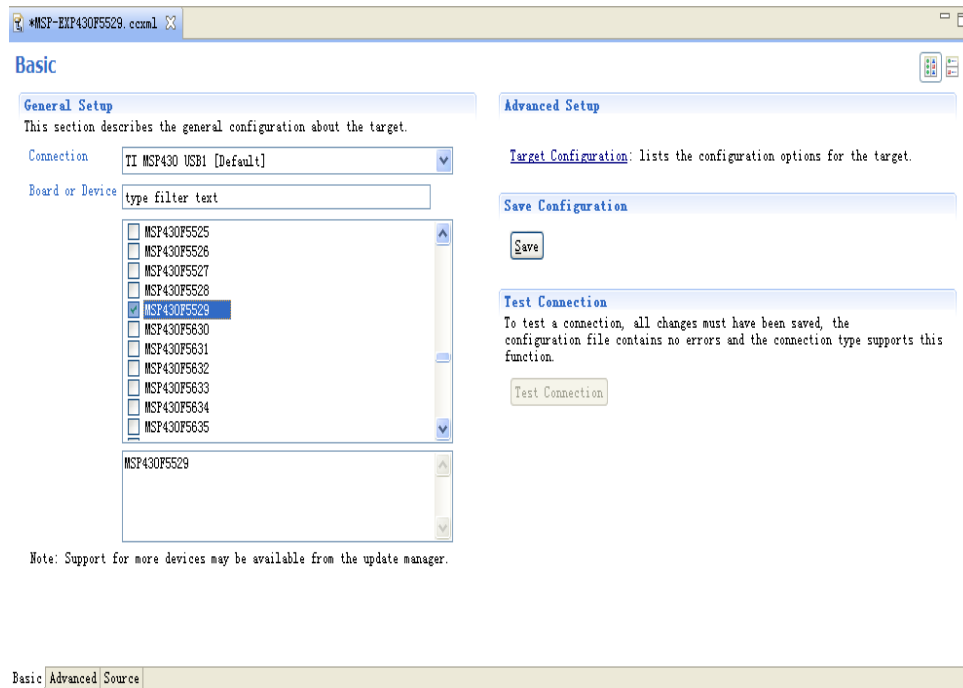 *MSP-EXP430F5529.ccxml
Basic
General Setup
This section describes the general configuration about the target.
Connection
TI MSP430 USB1 [Default]
Board or Device
type filter text
MSP430F5525
MSP430F5526
MSP430F5527
MSP430F5528
MSP430F5529
MSP430F5630
MSP430F5631
MSP430F5632
MSP430F5633
MSP430F5634
MSP430F5635
MSP430F5529
Note: Support for more devices may be available from the update manager.
Advanced Setup
Target Configuration: lists the configuration options for the target.
Save Configuration
Save
Test Connection
To test a connection, all changes must have been saved, the
configuration file contains no errors and the connection type supports this
function.
Test Connection
Basic Advanced Source